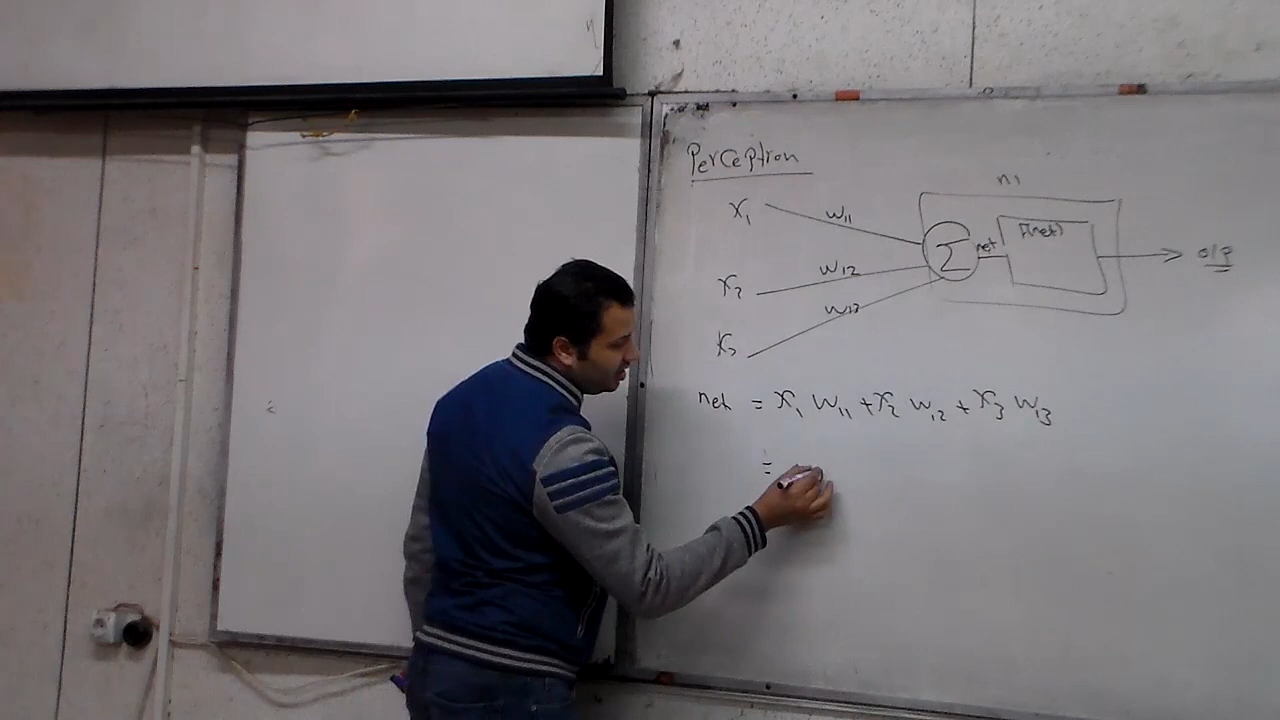 Perceptron
n1
x1 w11
Σ net f(net) o/p
x2 w12
x3 w13
net = x1 w11 + x2 w12 + x3 w13
=